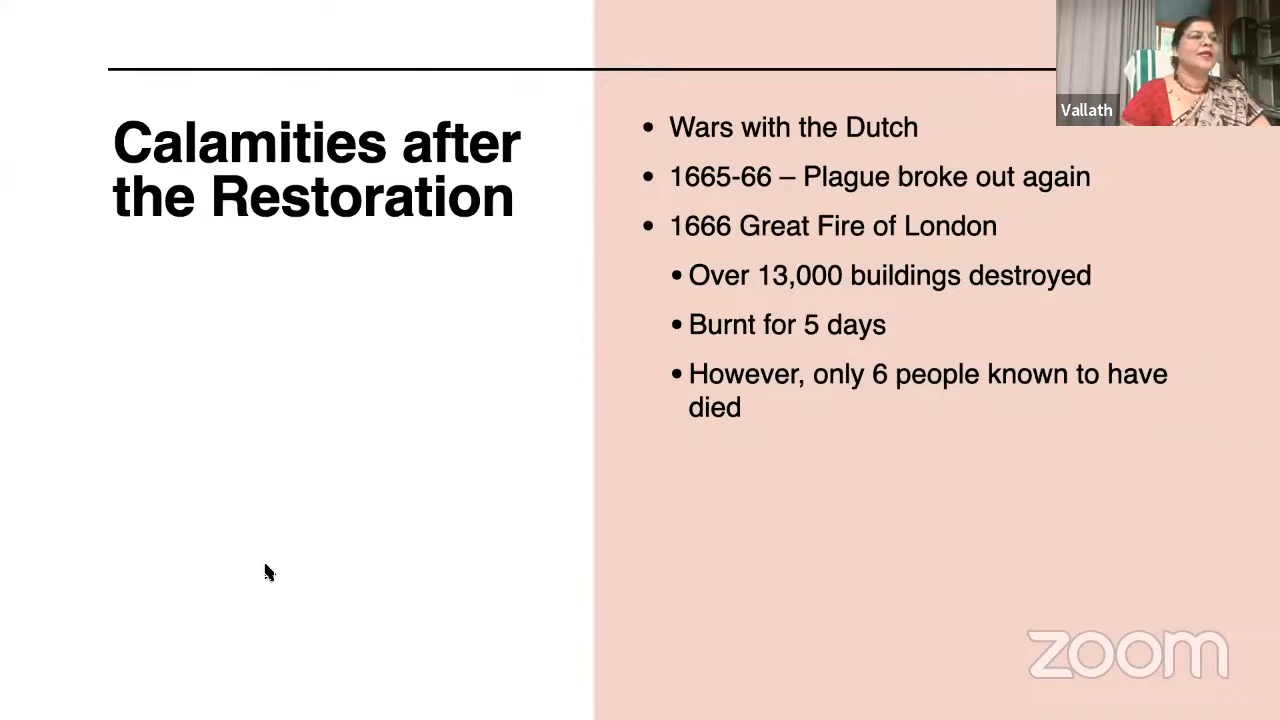 Calamities after
the Restoration
• Wars with the Dutch
• 1665-66 – Plague broke out again
• 1666 Great Fire of London
• Over 13,000 buildings destroyed
• Burnt for 5 days
• However, only 6 people known to have
died
Vallath
zoom